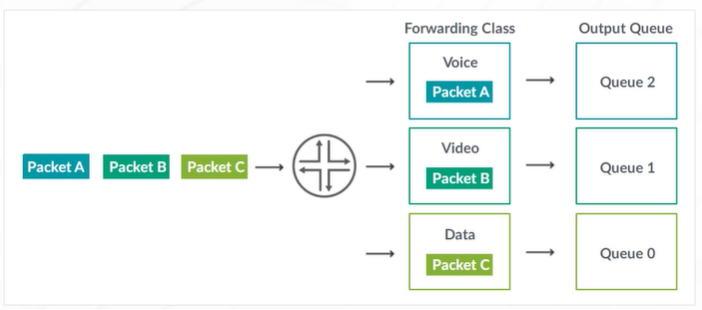 Forwarding Class Output Queue
Voice
Packet A
Queue 2
Packet A Packet B Packet C
Video
Packet B
Queue 1
Data
Packet C
Queue 0